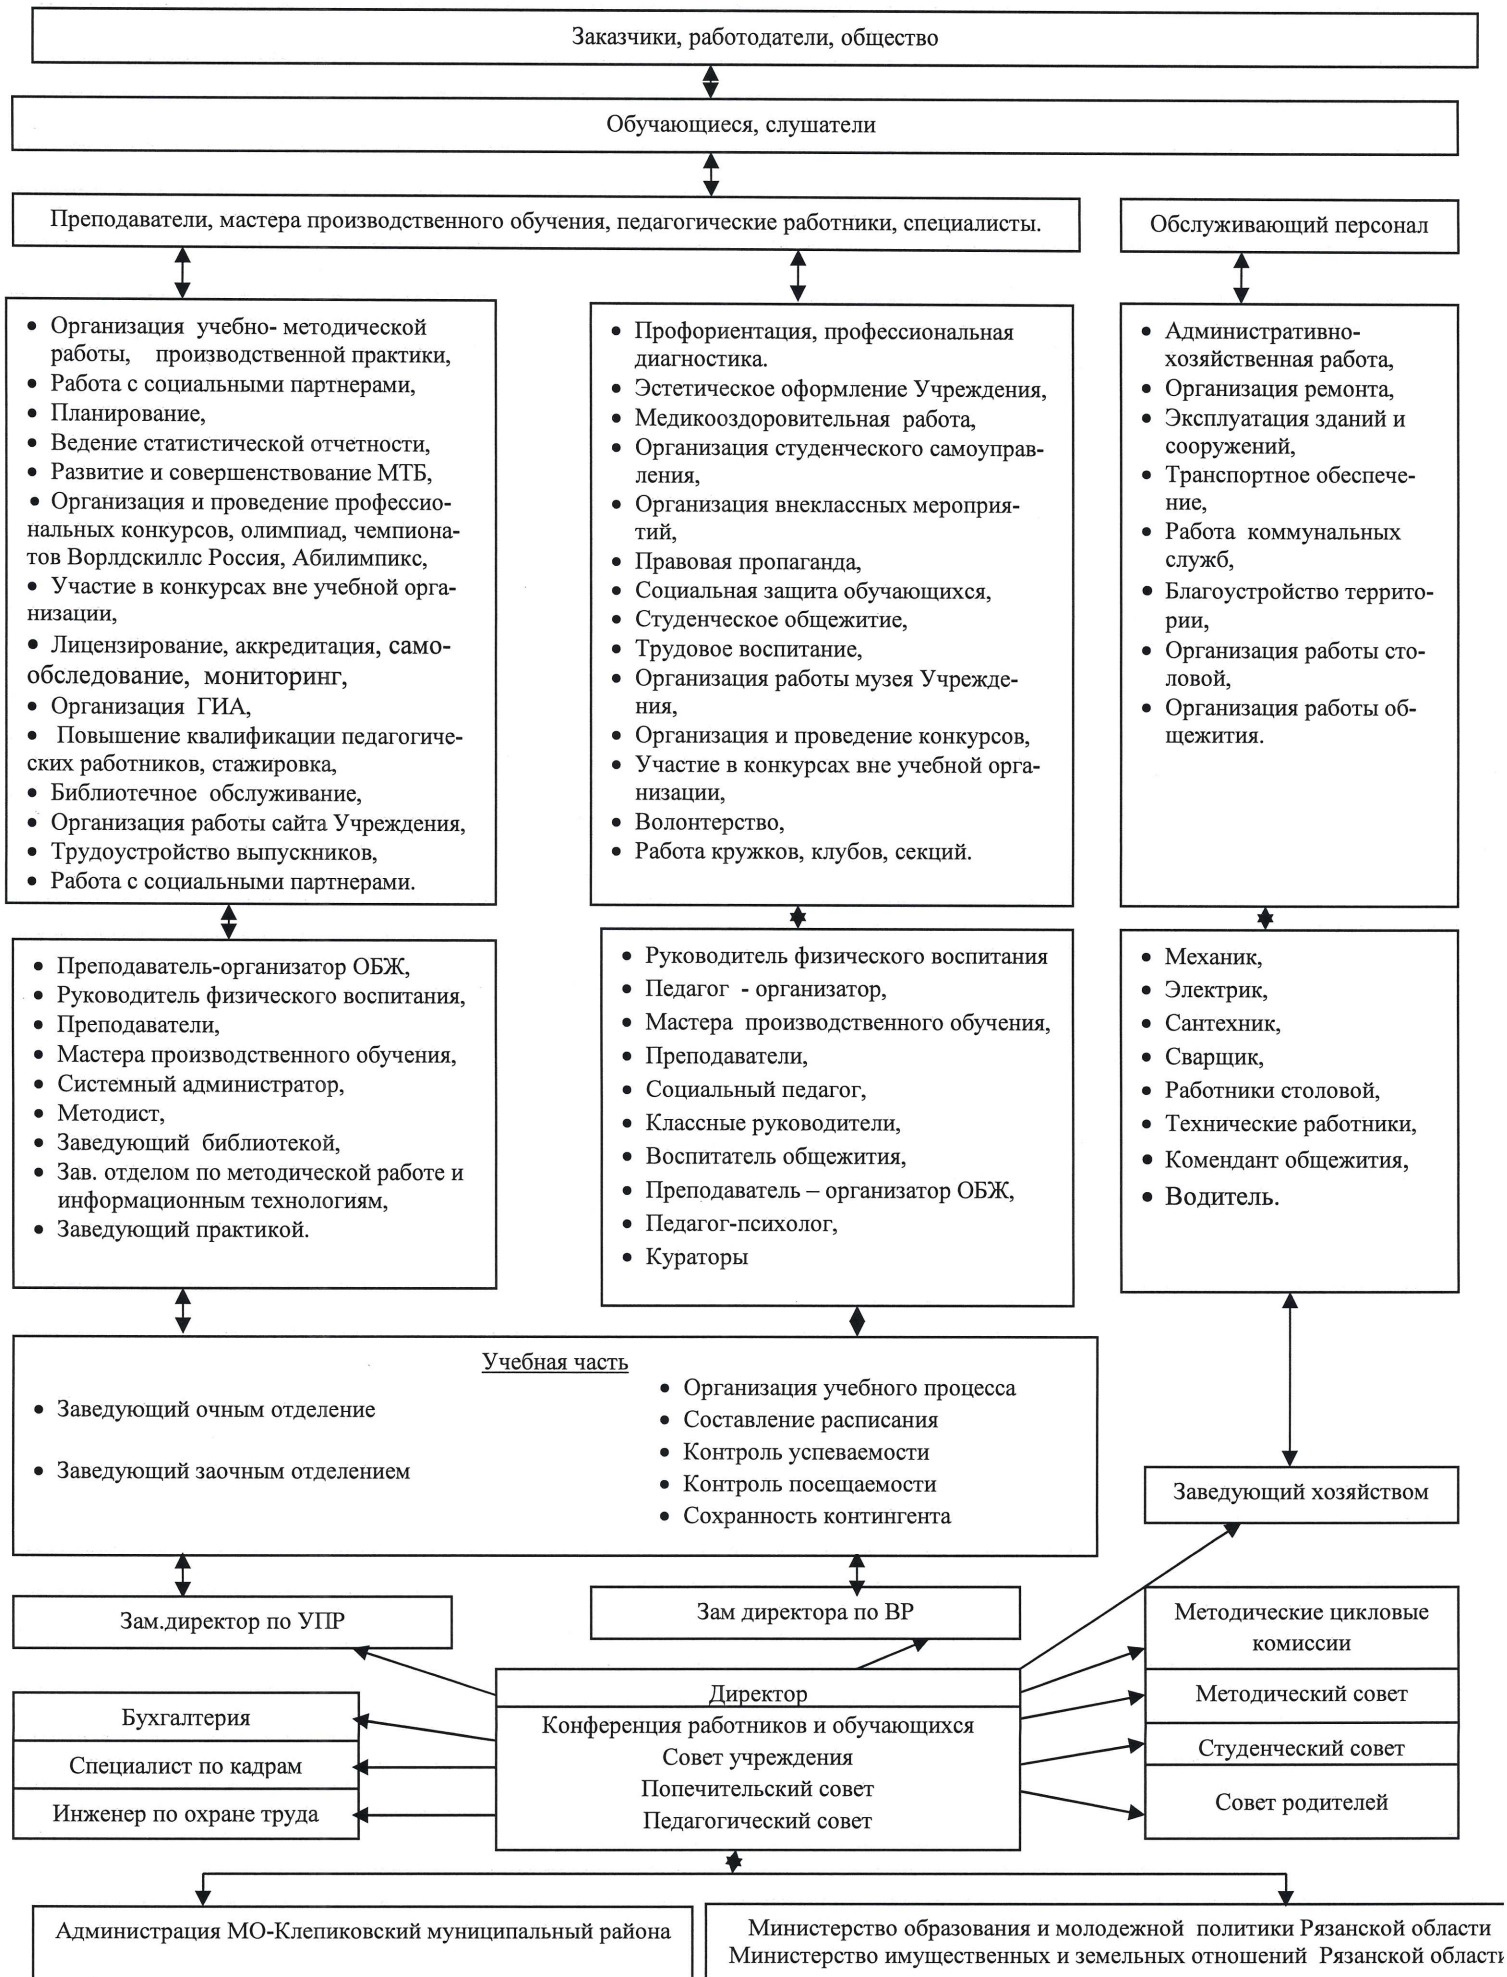 Заказчики, работодатели, общество
Обучающиеся, слушатели
Преподаватели, мастера производственного обучения, педагогические работники, специалисты.
Обслуживающий персонал
• Организация учебно- методической
работы, производственной практики,
• Работа с социальными партнерами,
• Планирование,
• Ведение статистической отчетности,
• Развитие и совершенствование МТБ,
• Организация и проведение профессио-
нальных конкурсов, олимпиад, чемпиона-
тов Ворлдскиллс Россия, Абилимпикс,
• Участие в конкурсах вне учебной орга-
низации,
• Лицензирование, аккредитация, само-
обследование, мониторинг,
• Организация ГИА,
• Повышение квалификации педагогиче-
ских работников, стажировка,
• Библиотечное обслуживание,
• Организация работы сайта Учреждения,
• Трудоустройство выпускников,
• Работа с социальными партнерами.
• Профориентация, профессиональная
диагностика.
• Эстетическое оформление Учреждения,
• Медикооздоровительная работа,
• Организация студенческого самоуправ-
ления,
• Организация внеклассных мероприя-
тий,
• Правовая пропаганда,
• Социальная защита обучающихся,
• Студенческое общежитие,
• Трудовое воспитание,
• Организация работы музея Учрежде-
ния,
• Организация и проведение конкурсов,
• Участие в конкурсах вне учебной орга-
низации,
• Волонтерство,
• Работа кружков, клубов, секций.
• Административно-
хозяйственная работа,
• Организация ремонта,
• Эксплуатация зданий и
сооружений,
• Транспортное обеспече-
ние,
• Работа коммунальных
служб,
• Благоустройство террито-
рии,
• Организация работы сто-
ловой,
• Организация работы об-
щежития.
• Преподаватель-организатор ОБЖ,
• Руководитель физического воспитания,
• Преподаватели,
• Мастера производственного обучения,
• Системный администратор,
• Методист,
• Заведующий библиотекой,
• Зав. отделом по методической работе и
информационным технологиям,
• Заведующий практикой.
• Руководитель физического воспитания
• Педагог - организатор,
• Мастера производственного обучения,
• Преподаватели,
• Социальный педагог,
• Классные руководители,
• Воспитатель общежития,
• Преподаватель – организатор ОБЖ,
• Педагог-психолог,
• Кураторы
• Механик,
• Электрик,
• Сантехник,
• Сварщик,
• Работники столовой,
• Технические работники,
• Комендант общежития,
• Водитель.
Учебная часть
• Заведующий очным отделение
• Заведующий заочным отделением
• Организация учебного процесса
• Составление расписания
• Контроль успеваемости
• Контроль посещаемости
• Сохранность контингента
Заведующий хозяйством
Зам.директор по УПР
Зам директора по ВР
Методические цикловые
комиссии
Методический совет
Студенческий совет
Совет родителей
Бухгалтерия
Специалист по кадрам
Инженер по охране труда
Директор
Конференция работников и обучающихся
Совет учреждения
Попечительский совет
Педагогический совет
Администрация МО-Клепиковский муниципальный района
Министерство образования и молодежной политики Рязанской области
Министерство имущественных и земельных отношений Рязанской области